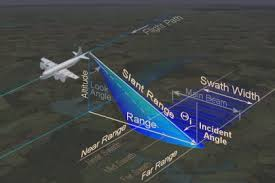 Flight Path
Altitude
Look
Angle
Slant Range
Θi
Swath Width
Main Beam
Range
Incident
Angle
Near Range
Far Range